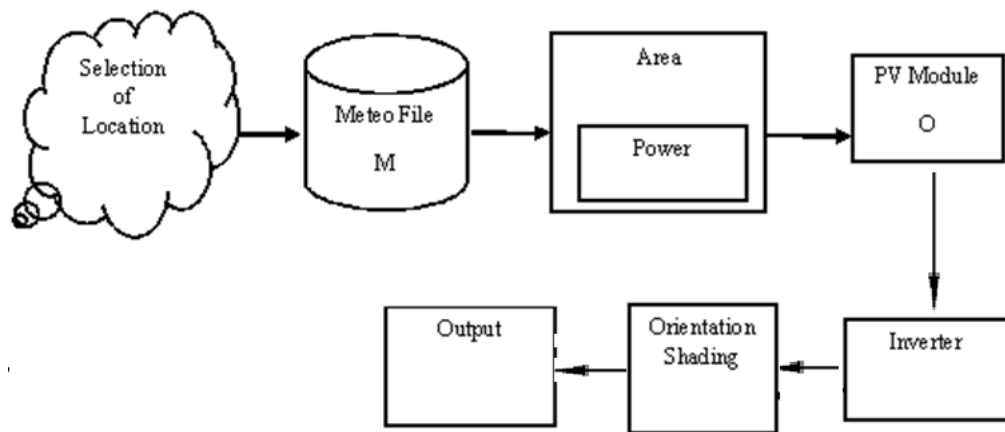 Selection
of
Location
Meteo File
M
Area
Power
PV Module
O
Inverter
Orientation
Shading
Output